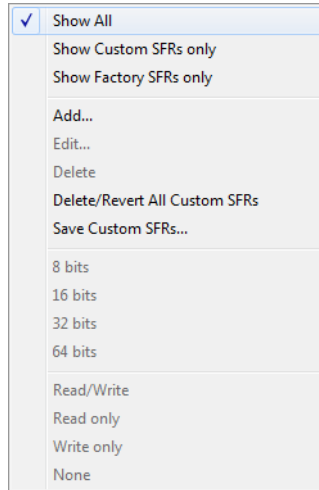 Show All
Show Custom SFRs only
Show Factory SFRs only
Add...
Edit...
Delete
Delete/Revert All Custom SFRs
Save Custom SFRs...
8 bits
16 bits
32 bits
64 bits
Read/Write
Read only
Write only
None